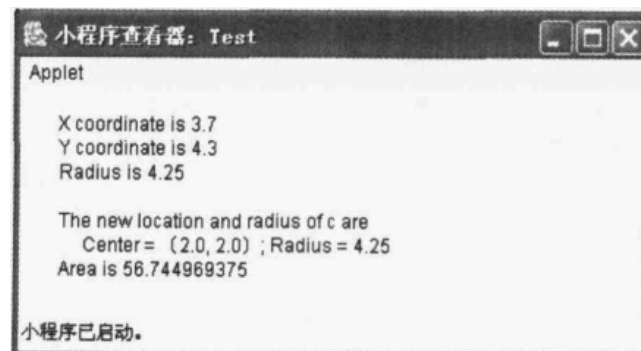 小程序查看器: Test
Applet
X coordinate is 3.7
Y coordinate is 4.3
Radius is 4.25
The new location and radius of c are
Center = （2.0, 2.0）; Radius = 4.25
Area is 56.744969375
小程序已启动。